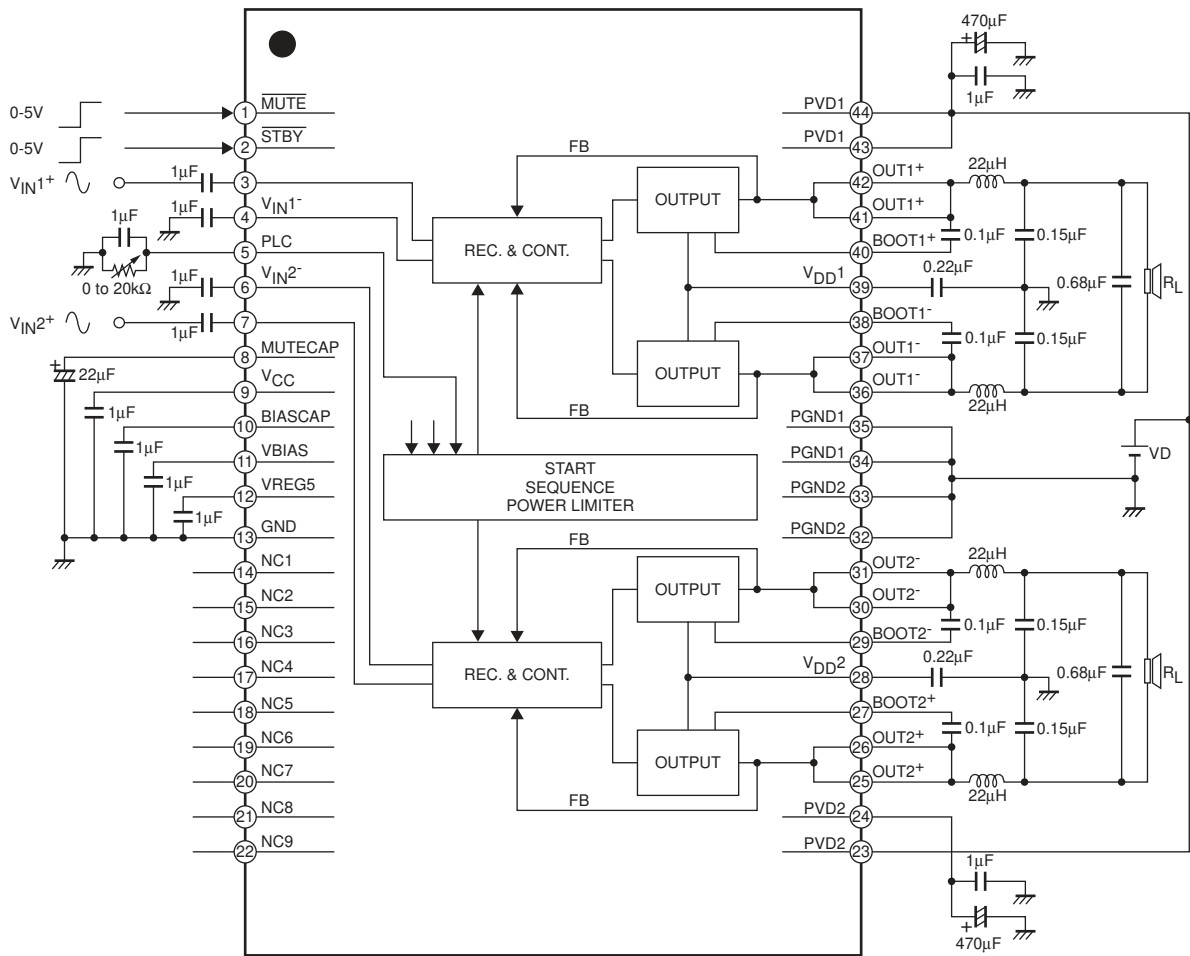 470μF
+
1μF
0-5V
1
MUTE
PVD1
44
0-5V
2
STBY
PVD1
43
FB
22μH
VIN1+
1μF
3
OUTPUT
42
OUT1+
1μF
4
VIN1-
41
OUT1+
1μF
5
PLC
REC. & CONT.
40
BOOT1+
0.1μF
0.15μF
0 to 20kΩ
1μF
6
VIN2-
VDD1
39
0.22μF
0.68μF
RL
VIN2+
1μF
7
38
BOOT1-
0.1μF
0.15μF
8
MUTECAP
OUTPUT
37
OUT1-
+
22μF
9
VCC
36
OUT1-
22μH
FB
1μF
10
BIASCAP
PGND1
35
1μF
11
VBIAS
PGND1
34
VD
1μF
12
VREG5
START
SEQUENCE
POWER LIMITER
PGND2
33
1μF
13
GND
PGND2
32
FB
22μH
14
NC1
OUTPUT
31
OUT2-
15
NC2
30
OUT2-
16
NC3
29
BOOT2-
0.1μF
0.15μF
17
NC4
REC. & CONT.
VDD2
28
0.22μF
0.68μF
RL
18
NC5
27
BOOT2+
0.1μF
0.15μF
19
NC6
OUTPUT
26
OUT2+
20
NC7
25
OUT2+
22μH
FB
21
NC8
PVD2
24
22
NC9
PVD2
23
1μF
+
470μF